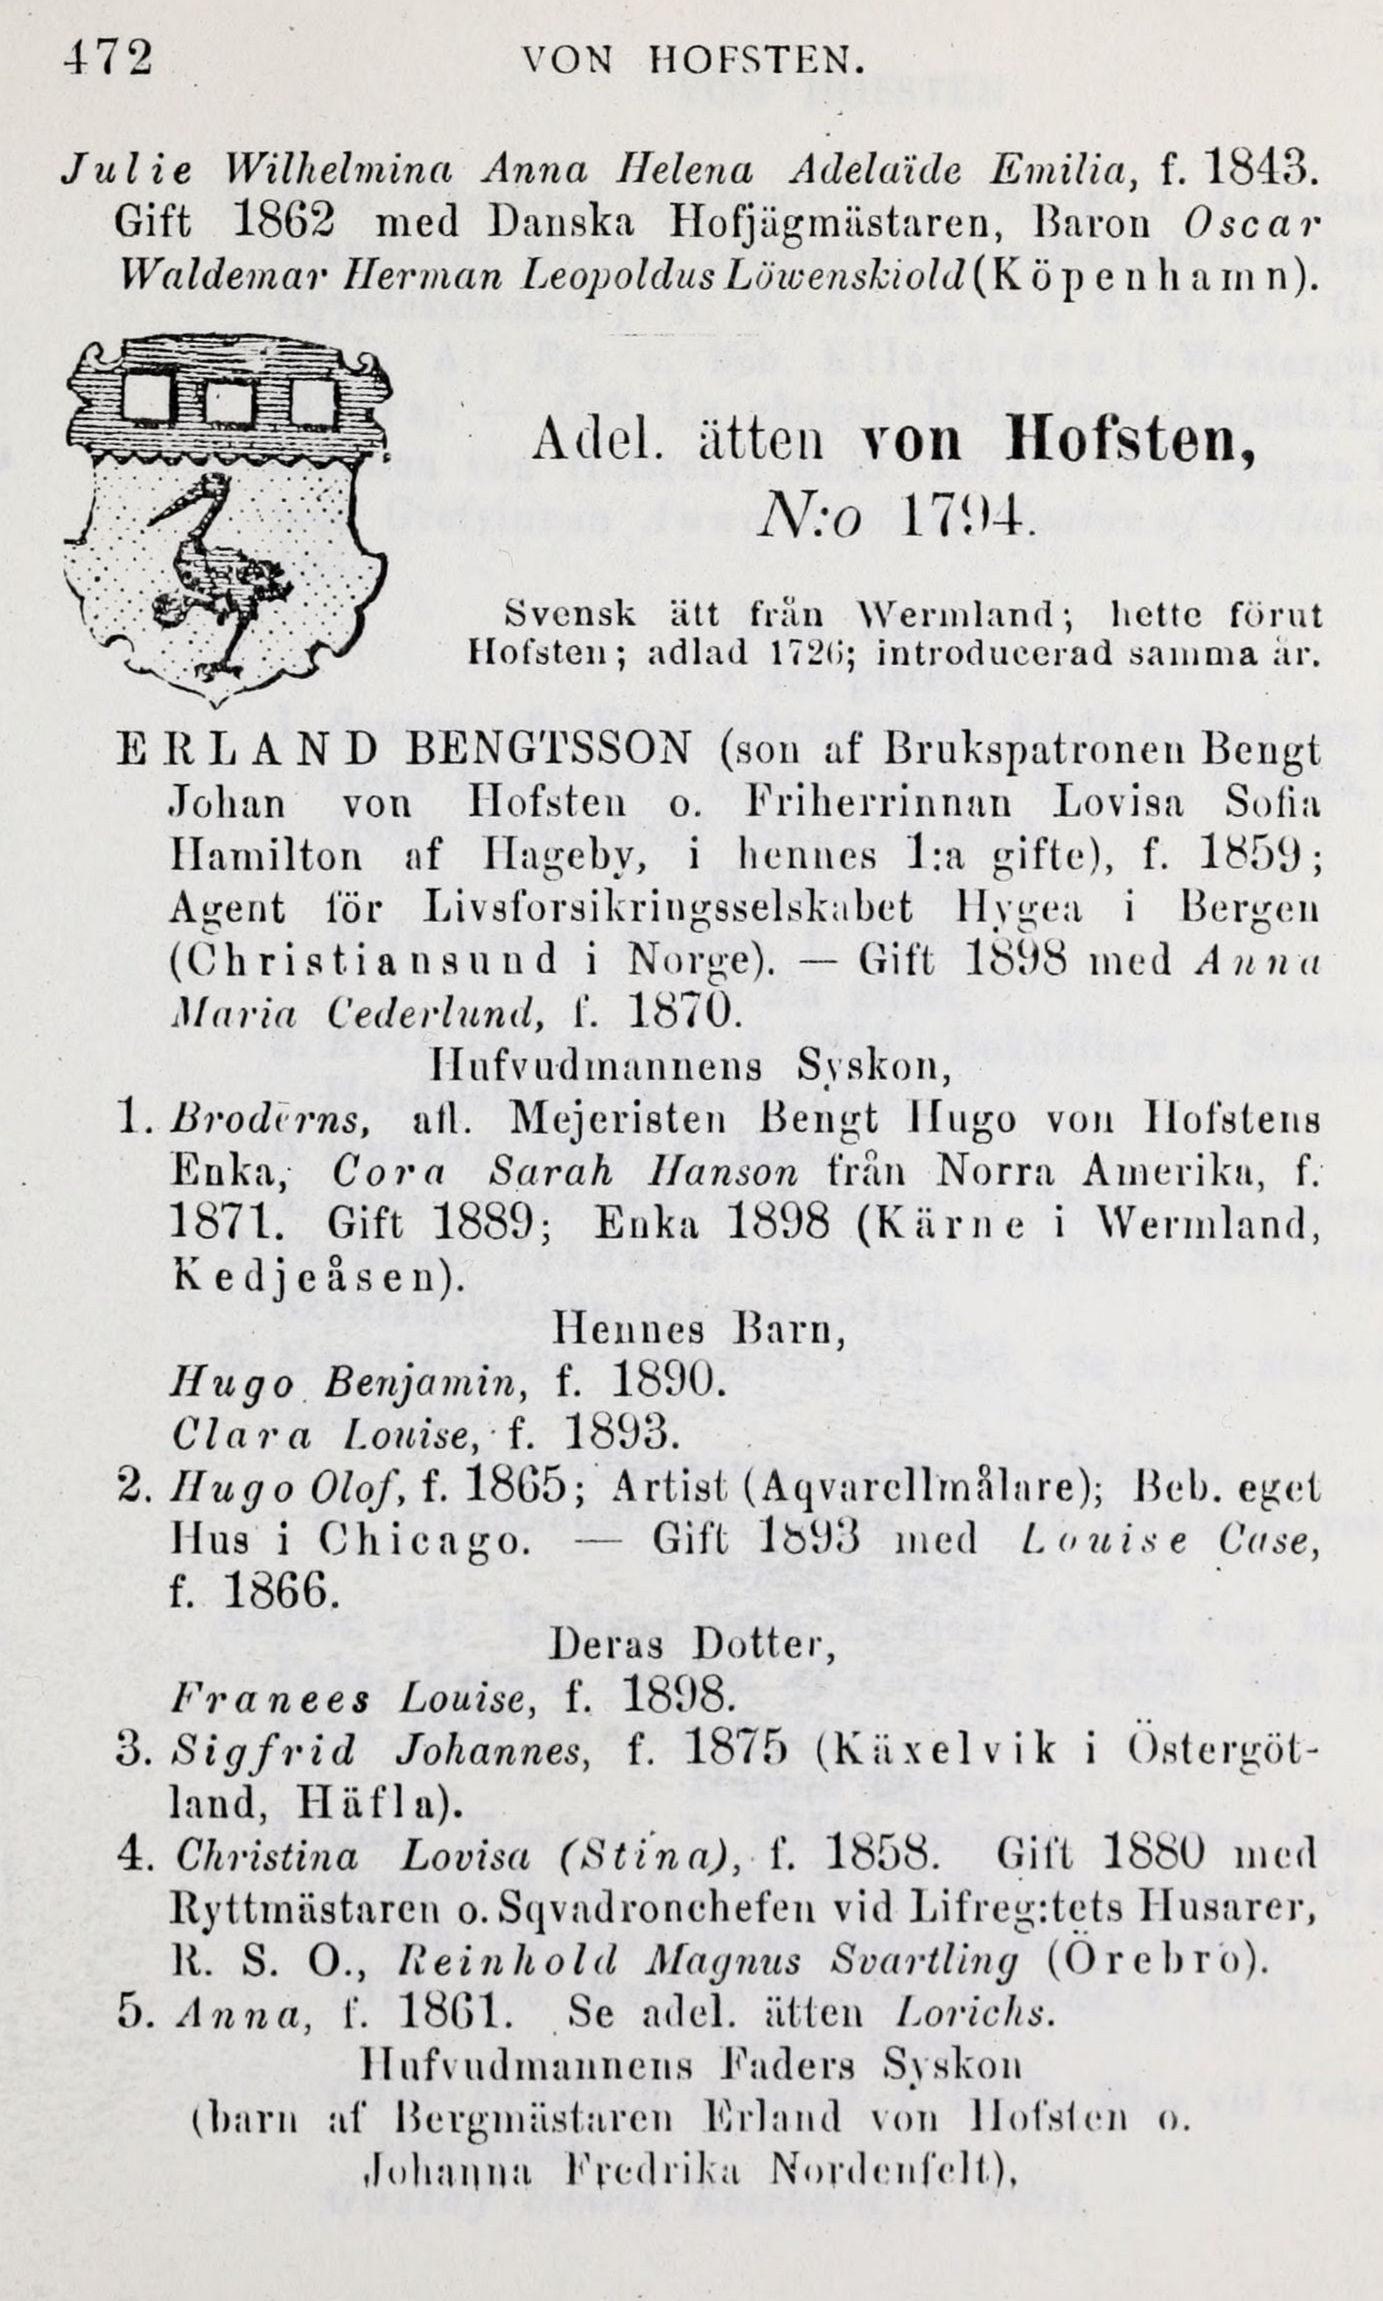 472
VON HOFSTEN.
Julie Wilhelmina Anna Helena Adelaïde Emilia, f. 1843.
Gift 1862 med Danska Hofjägmästaren, Baron Oscar
Waldemar Herman Leopoldus Löwenskiold (Köpenhamn).
Adel. ätten von Hofsten,
N:o 1794.
Svensk ätt från Wermland; hette förut
Hofsten; adlad 1726; introducerad samma år.
ERLAND BENGTSSON (son af Brukspatronen Bengt
Johan von Hofsten o. Friherrinnan Lovisa Sofia
Hamilton af Hageby, i hennes 1:a gifte), f. 1859;
Agent för Livsforsikringsselskabet Hygea i Bergen
(Christiansund i Norge). — Gift 1898 med Anna
Maria Cederlund, f. 1870.
Hufvudmannens Syskon,
1. Broderns, afl. Mejeristen Bengt Hugo von Hofstens
Enka, Cora Sarah Hanson från Norra Amerika, f.
1871. Gift 1889; Enka 1898 (Kärne i Wermland,
Kedjeåsen).
Hennes Barn,
Hugo Benjamin, f. 1890.
Clara Louise, f. 1893.
2. Hugo Olof, f. 1865; Artist (Aqvarellmålare); Beb. eget
Hus i Chicago. — Gift 1893 med Louise Case,
f. 1866.
Deras Dotter,
Franees Louise, f. 1898.
3. Sigfrid Johannes, f. 1875 (Käxelvik i Östergöt-
land, Häfla).
4. Christina Lovisa (Stina), f. 1858. Gift 1880 med
Ryttmästaren o. Sqvadronchefen vid Lifreg:tets Husarer,
R. S. O., Reinhold Magnus Svartling (Örebro).
5. Anna, f. 1861. Se adel. ätten Lorichs.
Hufvudmannens Faders Syskon
(barn af Bergmästaren Erland von Hofsten o.
Johanna Fredrika Nordenfelt),